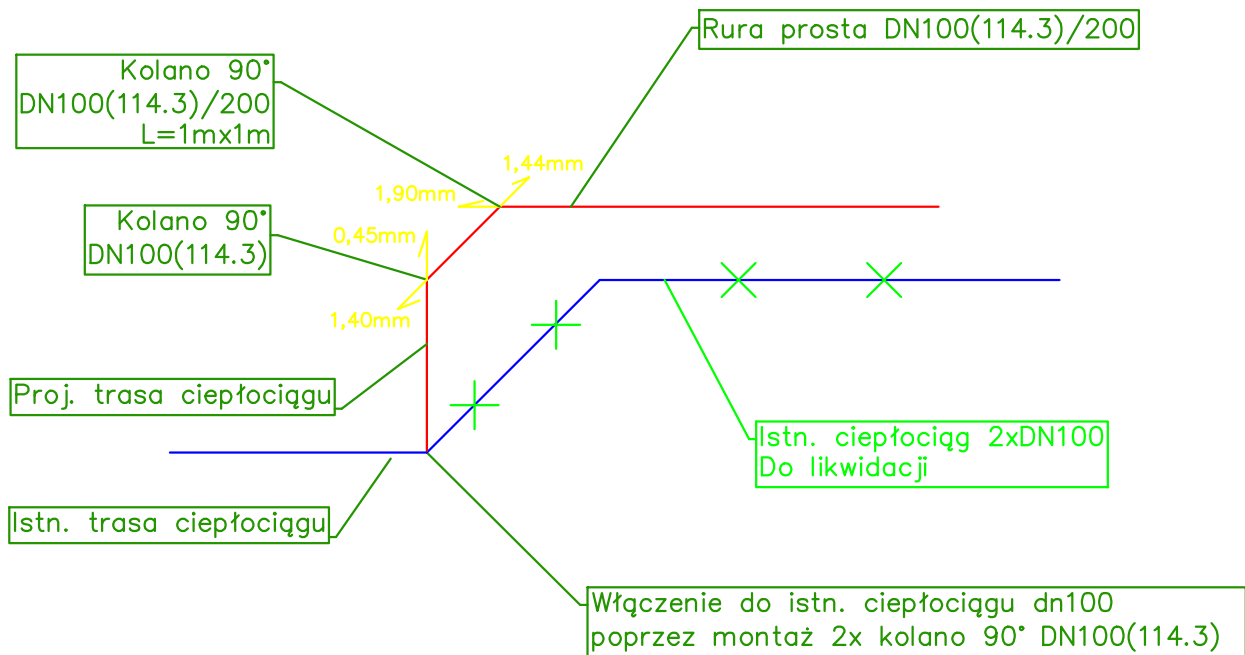 Rura prosta DN100(114.3)/200
Kolano 90°
DN100(114.3)/200
L=1mx1m
1,44mm
1,90mm
Kolano 90°
DN100(114.3)
0,45mm
1,40mm
Proj. trasa ciepłociągu
Istn. ciepłociąg 2xDN100
Do likwidacji
Istn. trasa ciepłociągu
Włączenie do istn. ciepłociągu dn100
poprzez montaż 2x kolano 90° DN100(114.3)